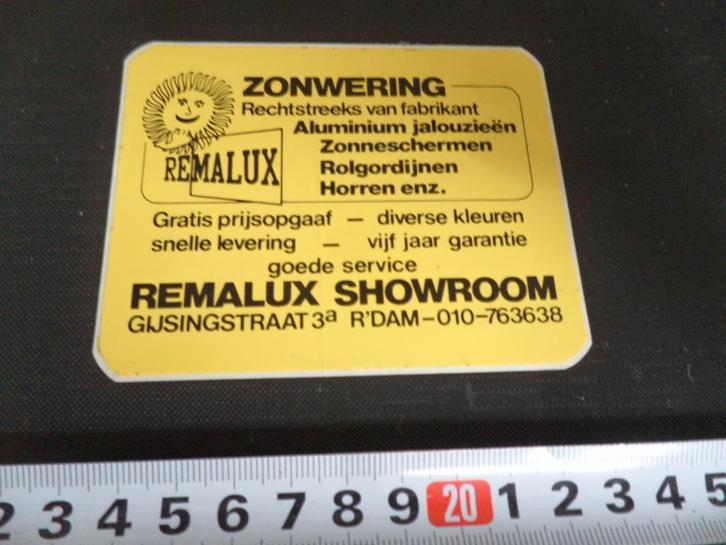 ZONWERING
Rechtstreeks van fabrikant
Aluminium jalouzieën
Zonneschermen
REMALUX
Rolgordijnen
Horren enz.
Gratis prijsopgaaf — diverse kleuren
snelle levering — vijf jaar garantie
goede service
REMALUX SHOWROOM
GIJSINGSTRAAT 3a R'DAM-010-763638
2 3 4 5 6 7 8 9 20 1 2 3 4 5